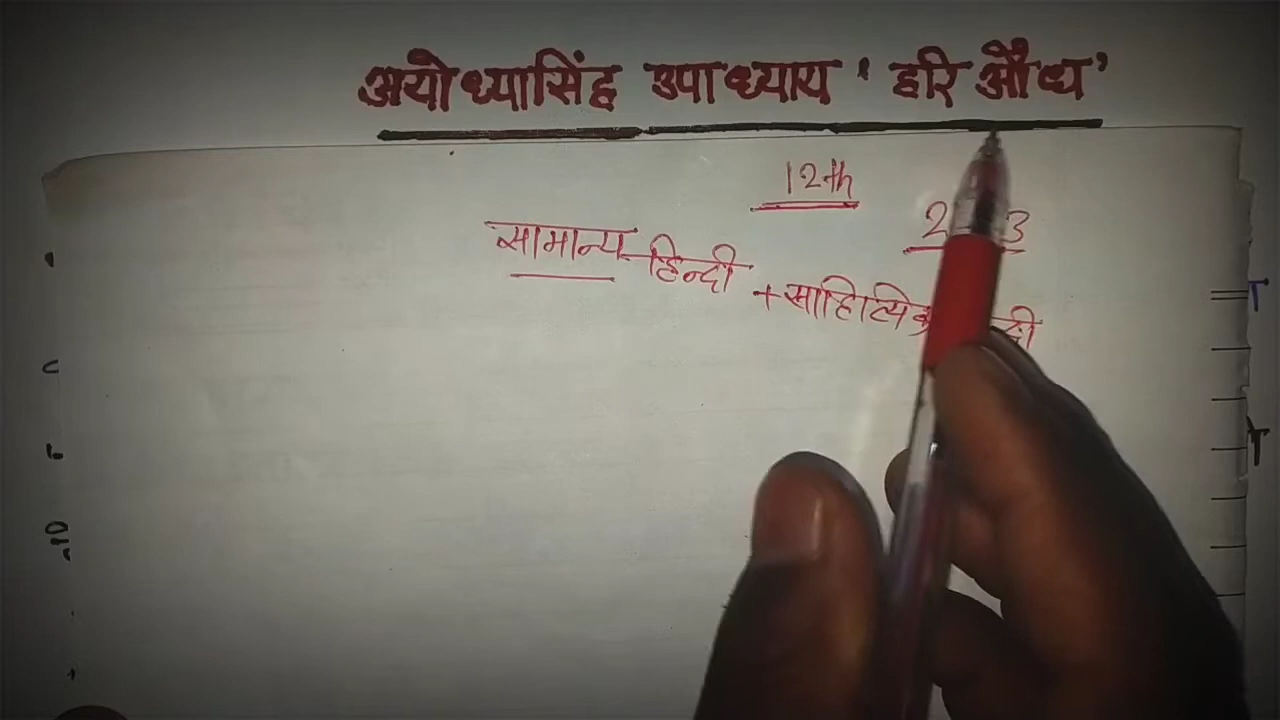 अयोध्यासिंह उपाध्याय ' हरि औध '
12th
सामान्य हिन्दी
+ साहित्यिक